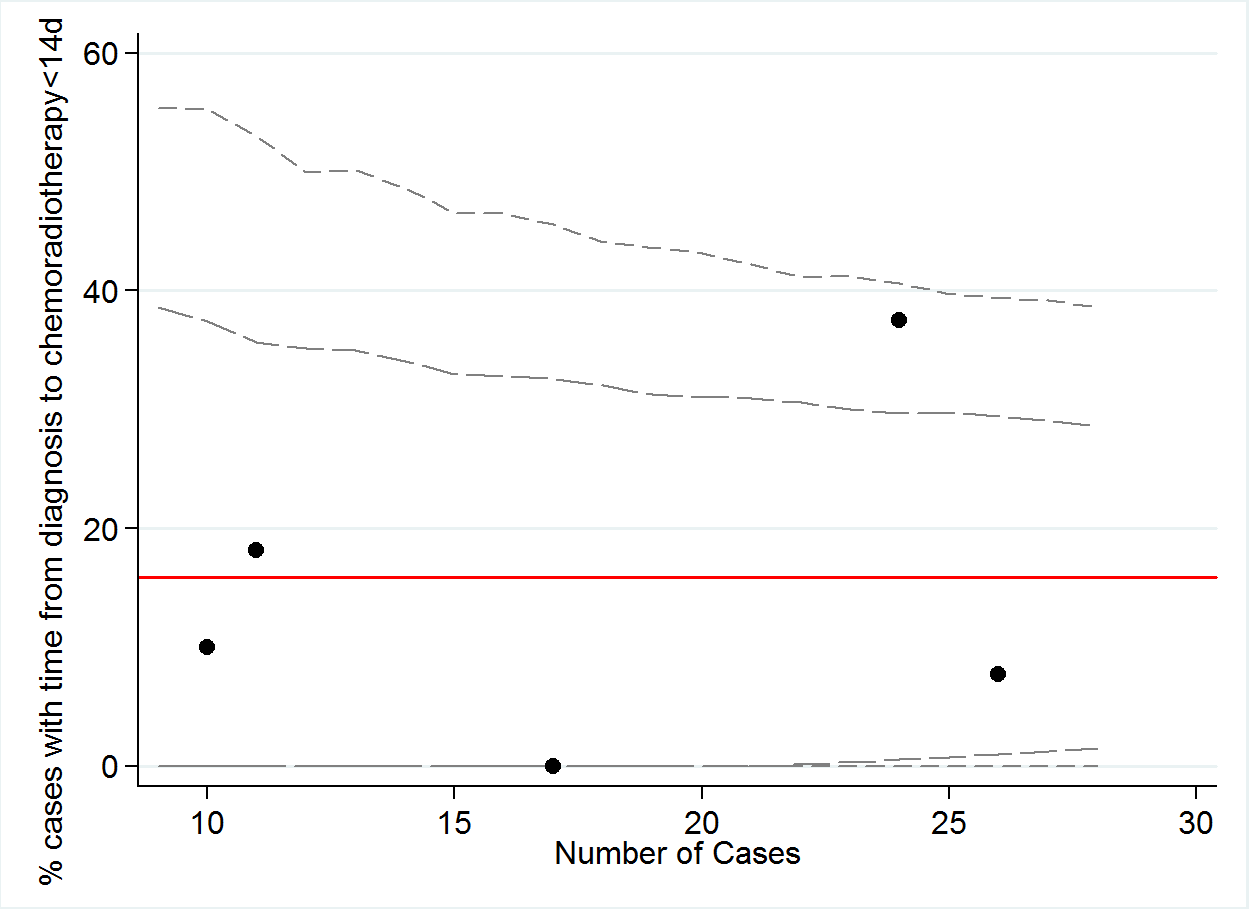 % cases with time from diagnosis to chemoradiotherapy<14d
60
40
20
0
10 15 20 25 30
Number of Cases